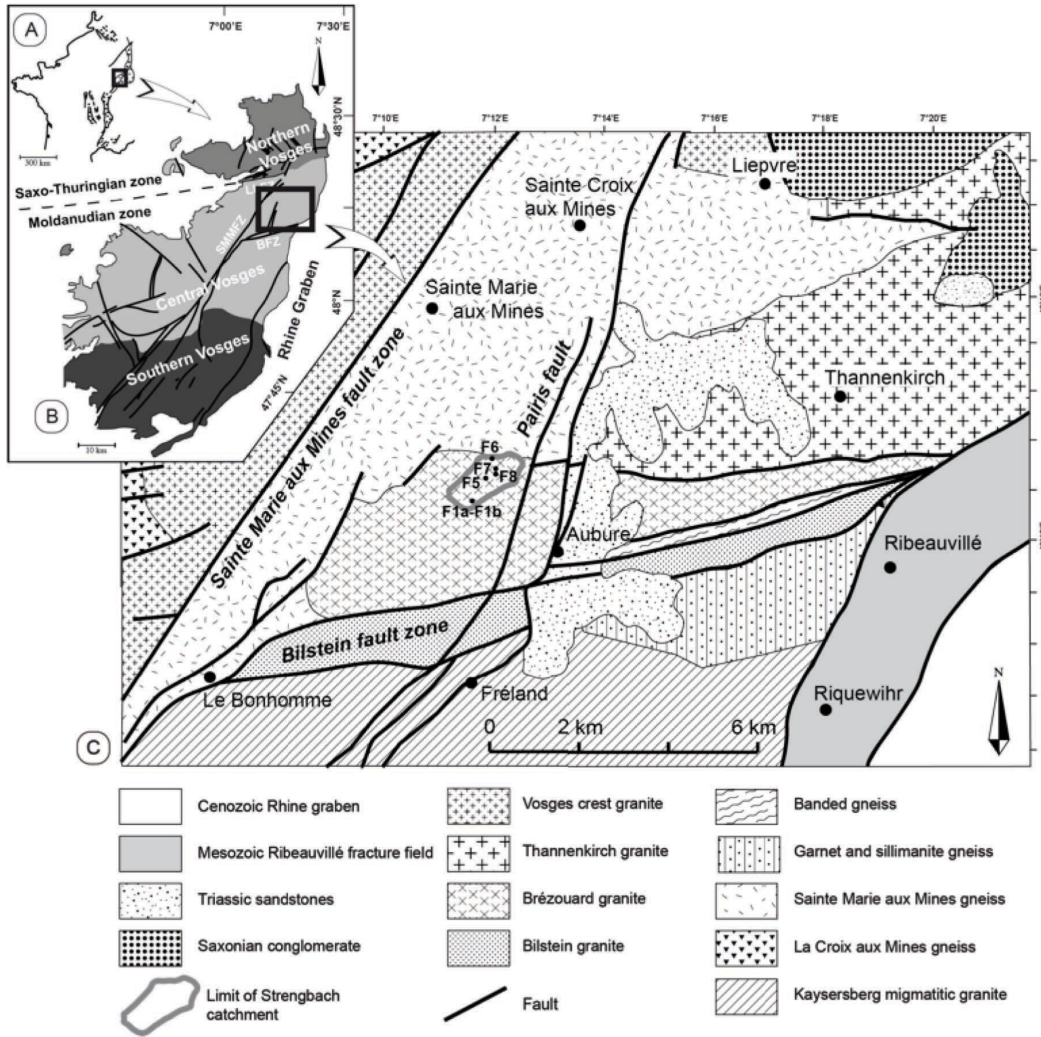 A
7°00'E
7°30'E
48°30'N
300 km
Northern
Vosges
Saxo-Thuringian zone
Moldanudian zone
SMMFZ
BFZ
Central Vosges
48°N
Rhine Graben
Southern Vosges
47°45'N
B
10 km
7°10'E
7°12'E
7°14'E
7°16'E
7°18'E
7°20'E
Liepvre
Sainte Croix
aux Mines
Sainte Marie
aux Mines
Sainte Marie aux Mines fault zone
Pairis fault
Thannenkirch
F6
F7
F5
F8
F1a-F1b
Aubure
Ribeauvillé
Bilstein fault zone
Le Bonhomme
Fréland
Riquewihr
0
2 km
6 km
N
C
Cenozoic Rhine graben
Vosges crest granite
Banded gneiss
Mesozoic Ribeauvillé fracture field
Thannenkirch granite
Garnet and sillimanite gneiss
Triassic sandstones
Brézouard granite
Sainte Marie aux Mines gneiss
Saxonian conglomerate
Bilstein granite
La Croix aux Mines gneiss
Limit of Strengbach
catchment
Fault
Kaysersberg migmatitic granite